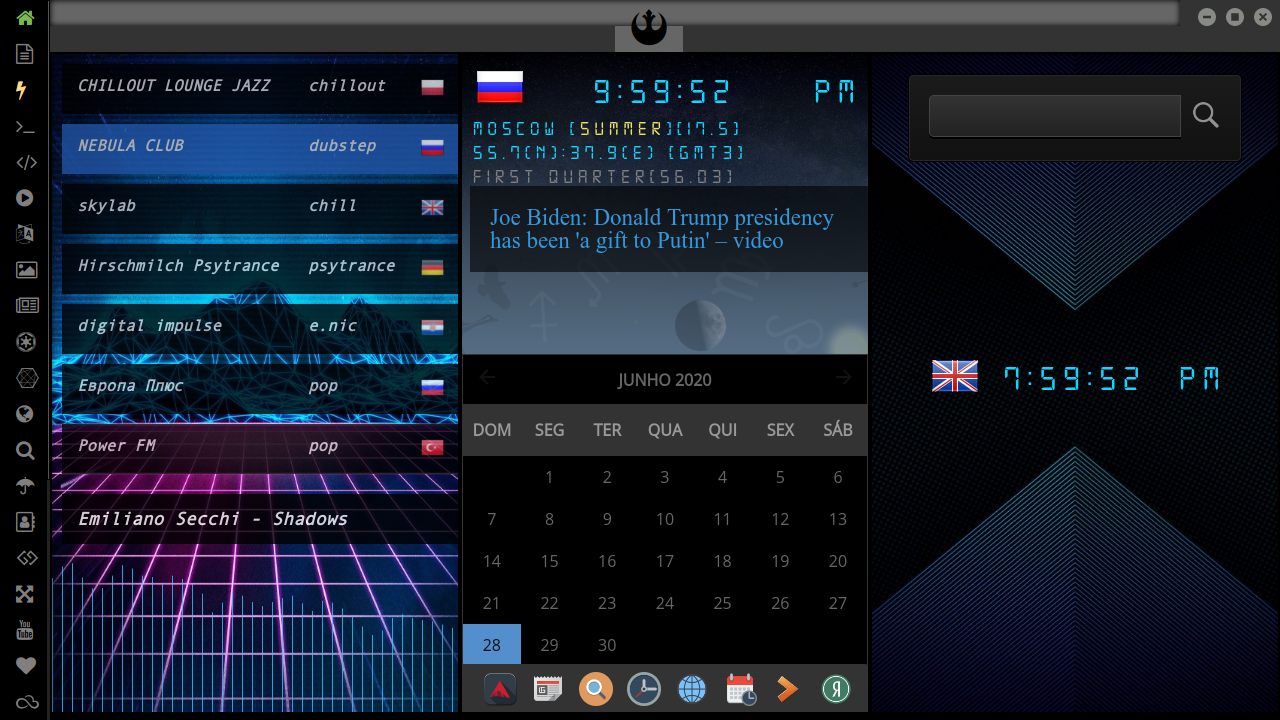 CHILLOUT LOUNGE JAZZ chillout
NEBULA CLUB dubstep
skylab chill
Hirschmilch Psytrance psytrance
digital impulse e.nic
Европа Плюс pop
Power FM pop
Emiliano Secchi - Shadows
9:59:52 PM
MOSCOW (SUMMER)(17.5)
55.7(N):37.9(E) (GMT3)
FIRST QUARTER(56.03)
Joe Biden: Donald Trump presidency
has been 'a gift to Putin' – video
JUNHO 2020
DOM SEG TER QUA QUI SEX SÁB
1 2 3 4 5 6
7 8 9 10 11 12 13
14 15 16 17 18 19 20
21 22 23 24 25 26 27
28 29 30
Я
7:59:52 PM
You
Tube